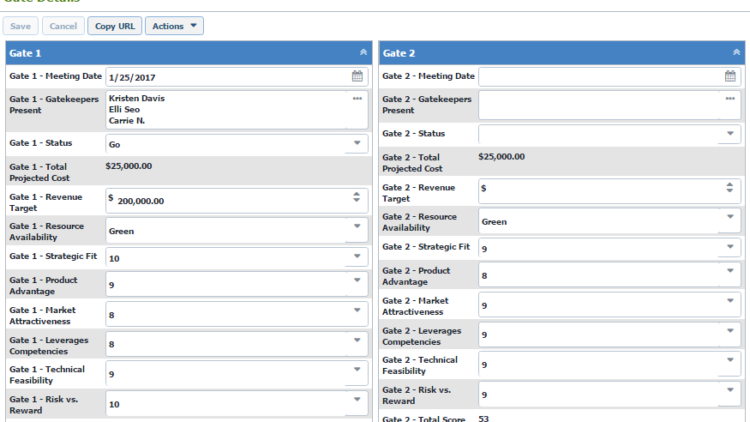 Gate Details
Save Cancel Copy URL Actions
Gate 1
Gate 1 - Meeting Date 1/25/2017
Gate 1 - Gatekeepers Present
Kristen Davis
Elli Seo
Carrie N.
Gate 1 - Status Go
Gate 1 - Total Projected Cost $25,000.00
Gate 1 - Revenue Target $ 200,000.00
Gate 1 - Resource Availability Green
Gate 1 - Strategic Fit 10
Gate 1 - Product Advantage 9
Gate 1 - Market Attractiveness 8
Gate 1 - Leverages Competencies 8
Gate 1 - Technical Feasibility 9
Gate 1 - Risk vs. Reward 10
Gate 2
Gate 2 - Meeting Date
Gate 2 - Gatekeepers Present
Gate 2 - Status
Gate 2 - Total Projected Cost $25,000.00
Gate 2 - Revenue Target $
Gate 2 - Resource Availability Green
Gate 2 - Strategic Fit 9
Gate 2 - Product Advantage 8
Gate 2 - Market Attractiveness 9
Gate 2 - Leverages Competencies 9
Gate 2 - Technical Feasibility 9
Gate 2 - Risk vs. Reward 9
Gate 2 - Total Score 53